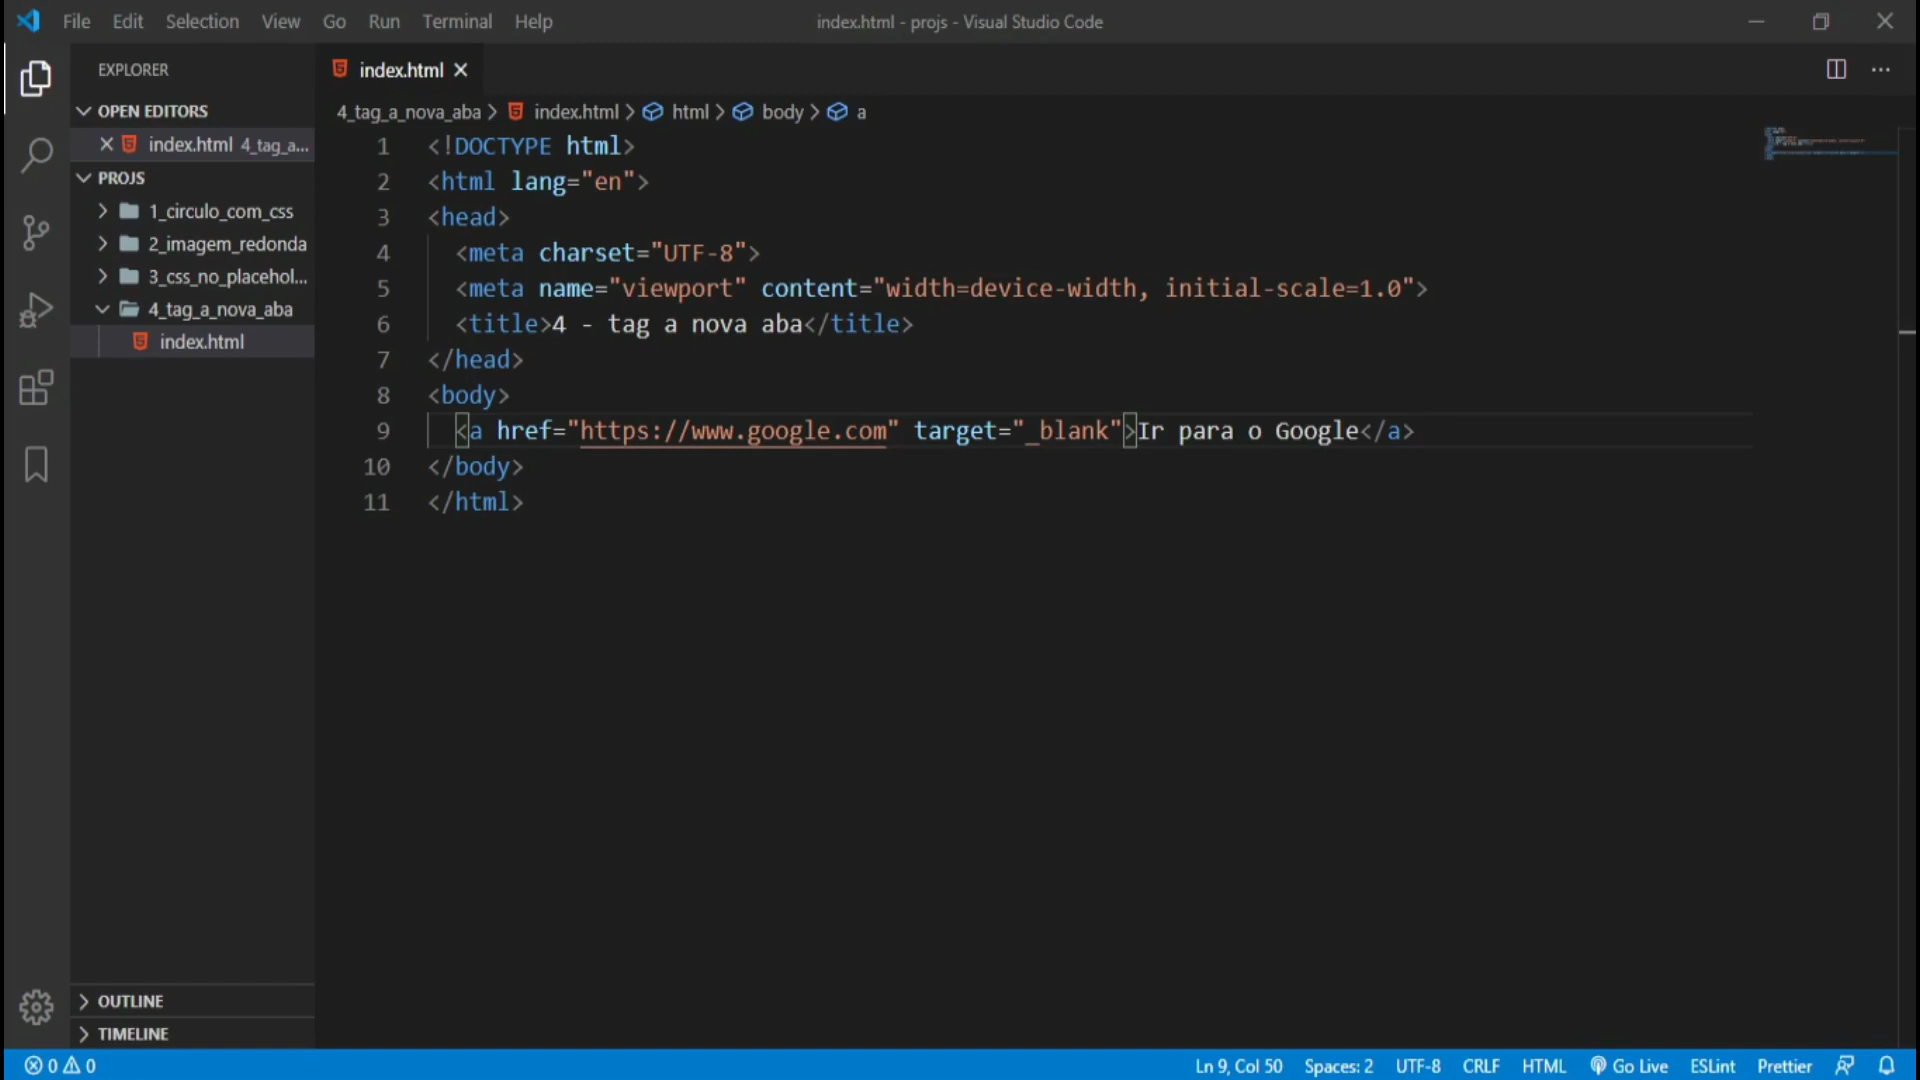 File Edit Selection View Go Run Terminal Help
index.html - projs - Visual Studio Code
EXPLORER
OPEN EDITORS
index.html 4_tag_a...
PROJS
1_circulo_com_css
2_imagem_redonda
3_css_no_placehol...
4_tag_a_nova_aba
index.html
OUTLINE
TIMELINE
index.html
4_tag_a_nova_aba > index.html > html > body > a
1 <!DOCTYPE html>
2 <html lang="en">
3 <head>
4 <meta charset="UTF-8">
5 <meta name="viewport" content="width=device-width, initial-scale=1.0">
6 <title>4 - tag a nova aba</title>
7 </head>
8 <body>
9 <a href="https://www.google.com" target="_blank">Ir para o Google</a>
10 </body>
11 </html>
0 0 Ln 9, Col 50 Spaces: 2 UTF-8 CRLF HTML Go Live ESLint Prettier